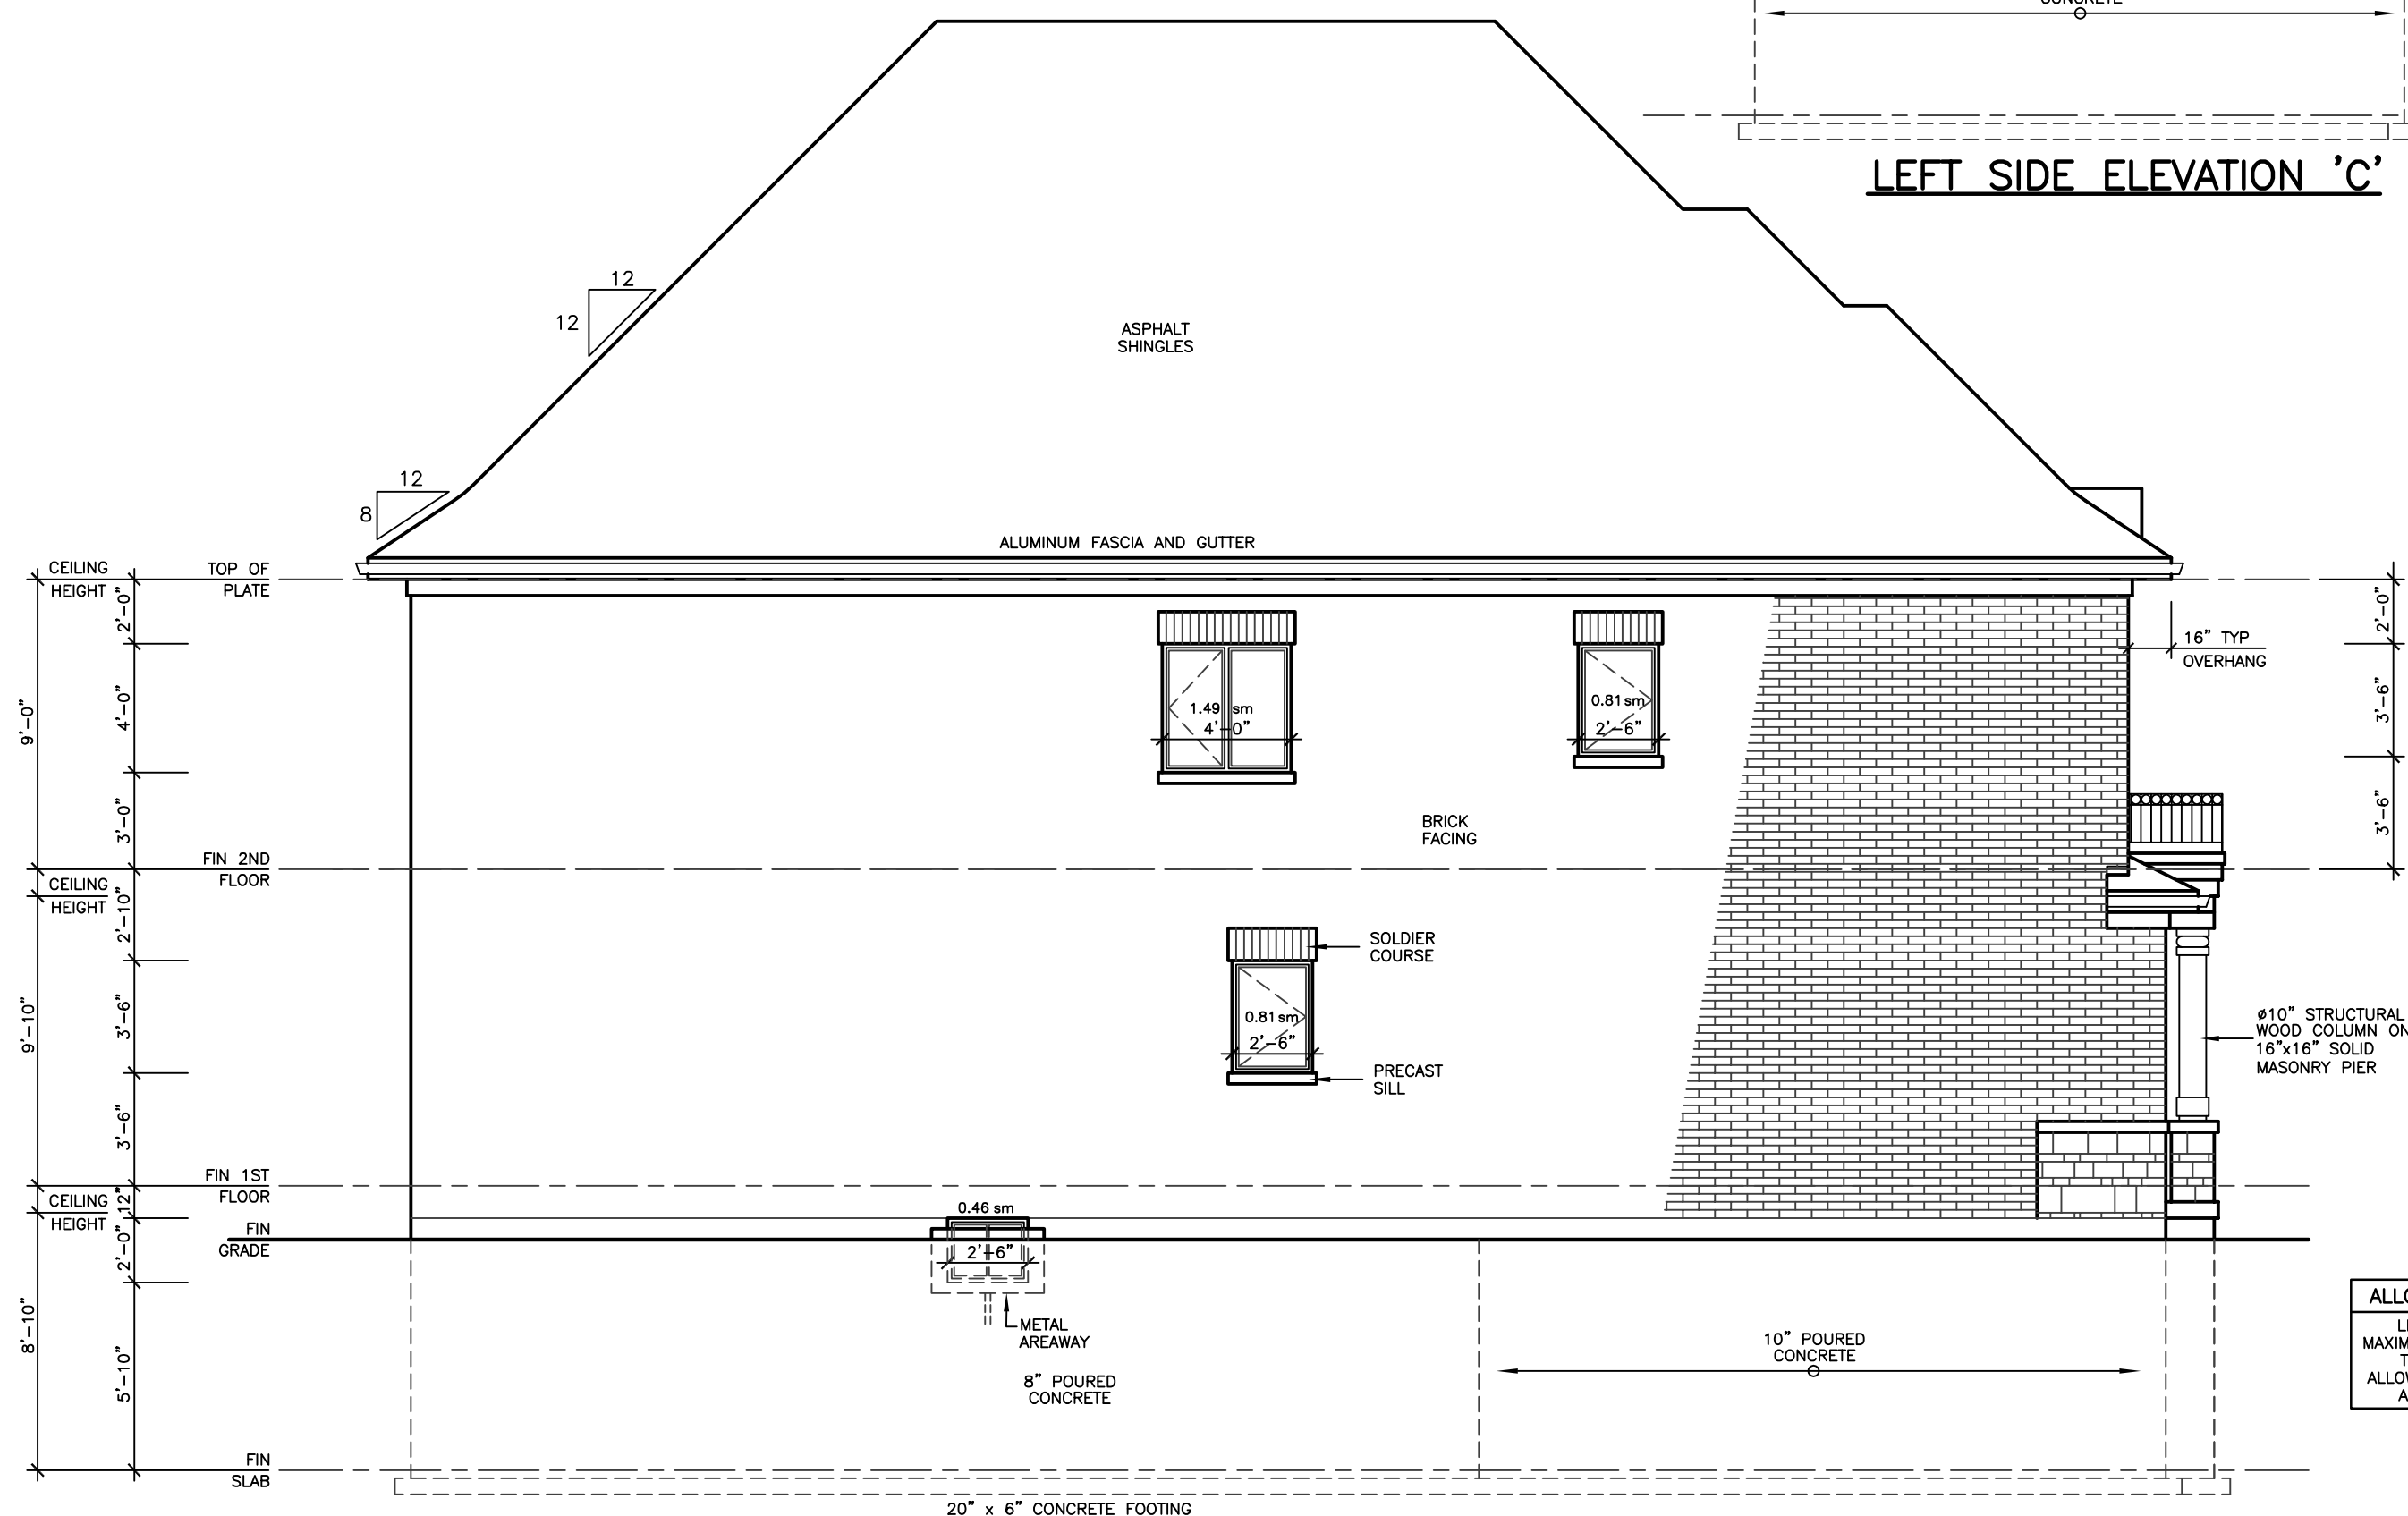 CONCRETE
LEFT SIDE ELEVATION 'C'
12
12
ASPHALT
SHINGLES
12
8
ALUMINUM FASCIA AND GUTTER
CEILING
HEIGHT
TOP OF
PLATE
2'-0"
4'-0"
3'-0"
9'-0"
1.49 sm
4'-0"
0.81 sm
2'-6"
16" TYP
OVERHANG
2'-0"
3'-6"
3'-6"
BRICK
FACING
FIN 2ND
FLOOR
CEILING
HEIGHT
2'-10"
3'-6"
3'-6"
9'-10"
SOLDIER
COURSE
0.81 sm
2'-6"
PRECAST
SILL
ø10" STRUCTURAL
WOOD COLUMN ON
16"x16" SOLID
MASONRY PIER
FIN 1ST
FLOOR
CEILING
HEIGHT
12"
2'-0"
5'-10"
8'-10"
FIN
GRADE
0.46 sm
2'-6"
METAL
AREAWAY
8" POURED
CONCRETE
10" POURED
CONCRETE
FIN
SLAB
20" x 6" CONCRETE FOOTING